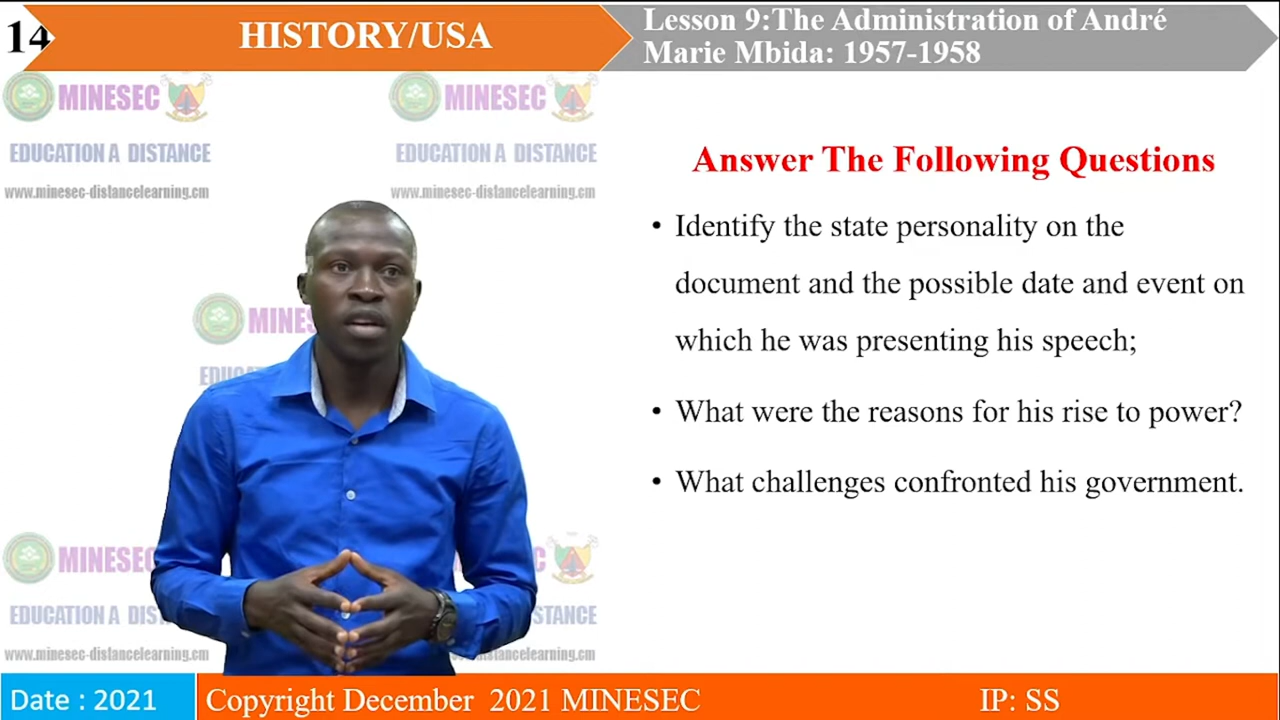 14
HISTORY/USA
Lesson 9:The Administration of André
Marie Mbida: 1957-1958
MINESEC
EDUCATION A DISTANCE
www.minesec-distancelearning.cm
MINESEC
EDUCATION A DISTANCE
www.minesec-distancelearning.cm
Answer The Following Questions
• Identify the state personality on the
document and the possible date and event on
which he was presenting his speech;
• What were the reasons for his rise to power?
• What challenges confronted his government.
MINES
EDU
MINESEC
EDUCATION A DIS
www.minesec-distancelearning.cm
C
STANCE
www.minesec-distancelearning.cm
Date : 2021
Copyright December 2021 MINESEC
IP: SS